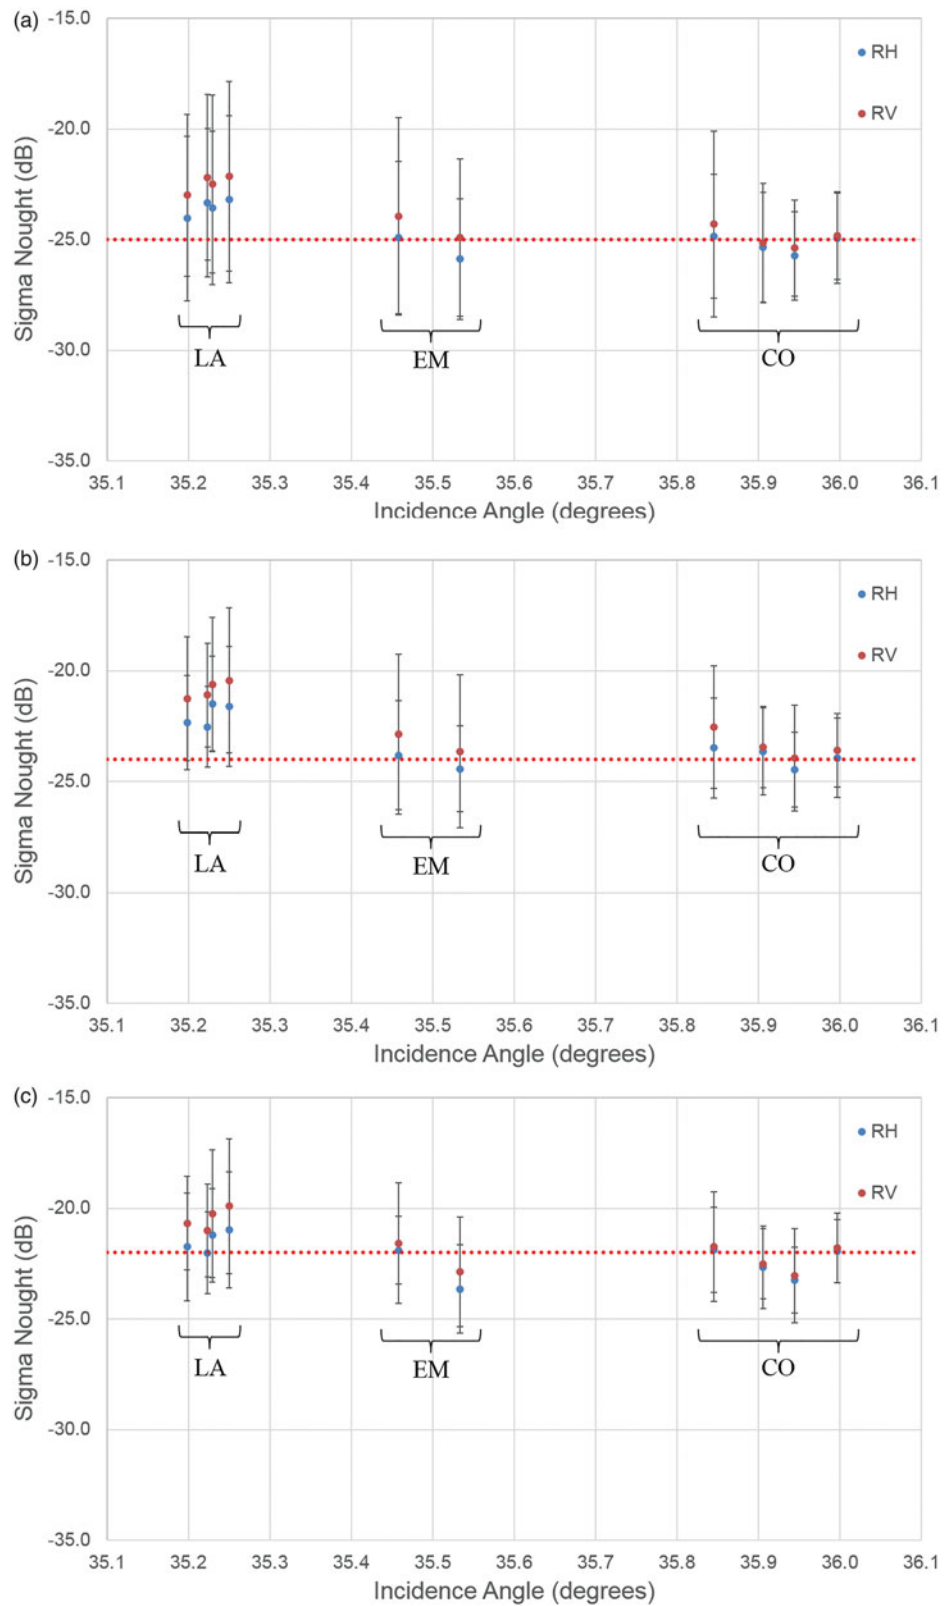 (a)
-15.0
RH
-20.0
RV
Sigma Nought (dB)
-25.0
-30.0
LA
EM
CO
-35.0
35.1 35.2 35.3 35.4 35.5 35.6 35.7 35.8 35.9 36.0 36.1
Incidence Angle (degrees)
(b)
-15.0
RH
-20.0
RV
Sigma Nought (dB)
-25.0
LA
EM
CO
-30.0
-35.0
35.1 35.2 35.3 35.4 35.5 35.6 35.7 35.8 35.9 36.0 36.1
Incidence Angle (degrees)
(c)
-15.0
RH
RV
-20.0
Sigma Nought (dB)
-25.0
LA
EM
CO
-30.0
-35.0
35.1 35.2 35.3 35.4 35.5 35.6 35.7 35.8 35.9 36.0 36.1
Incidence Angle (degrees)